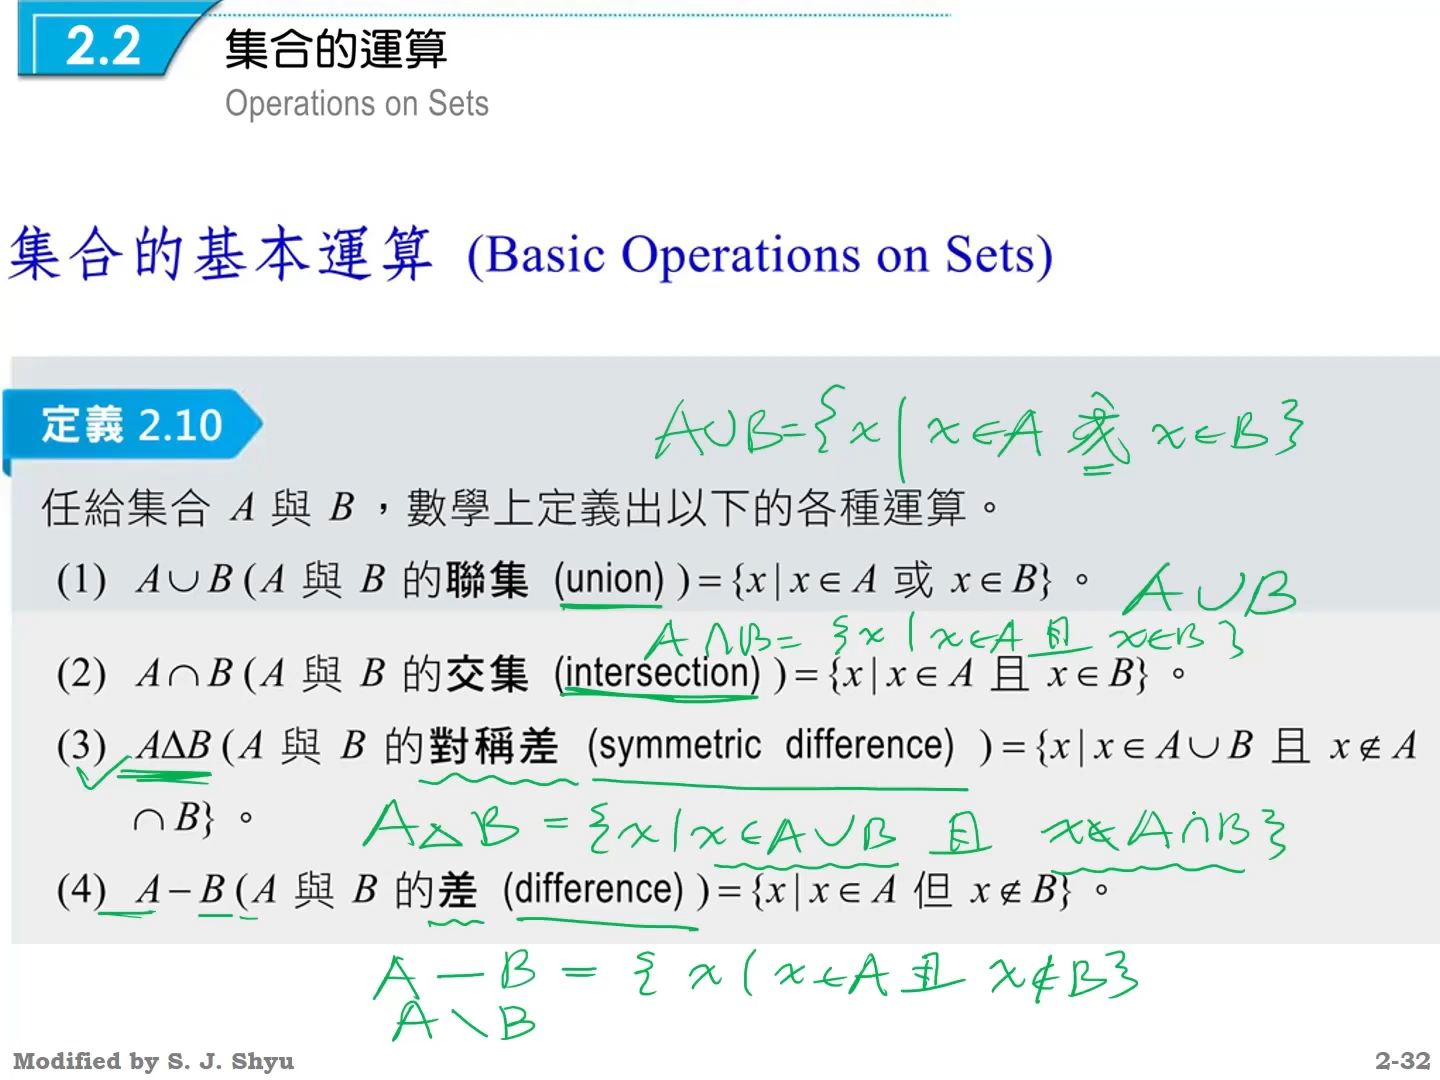 2.2 集合的運算
Operations on Sets
集合的基本運算 (Basic Operations on Sets)
定義 2.10
A∪B={x|x∈A 或 x∈B}
任給集合 A 與 B，數學上定義出以下的各種運算。
(1) A∪B (A 與 B 的聯集 (union) )={x|x∈A 或 x∈B}。
A∪B
A∩B= {x|x∈A 且 x∈B}
(2) A∩B (A 與 B 的交集 (intersection) )={x|x∈A 且 x∈B}。
(3) AΔB (A 與 B 的對稱差 (symmetric difference) )={x|x∈A∪B 且 x∉A
∩B}。
A△B={x|x∈A∪B 且 x∉A∩B}
(4) A−B (A 與 B 的差 (difference) )={x|x∈A 但 x∉B}。
A−B = {x|x∈A 且 x∉B}
A\B
Modified by S. J. Shyu
2-32